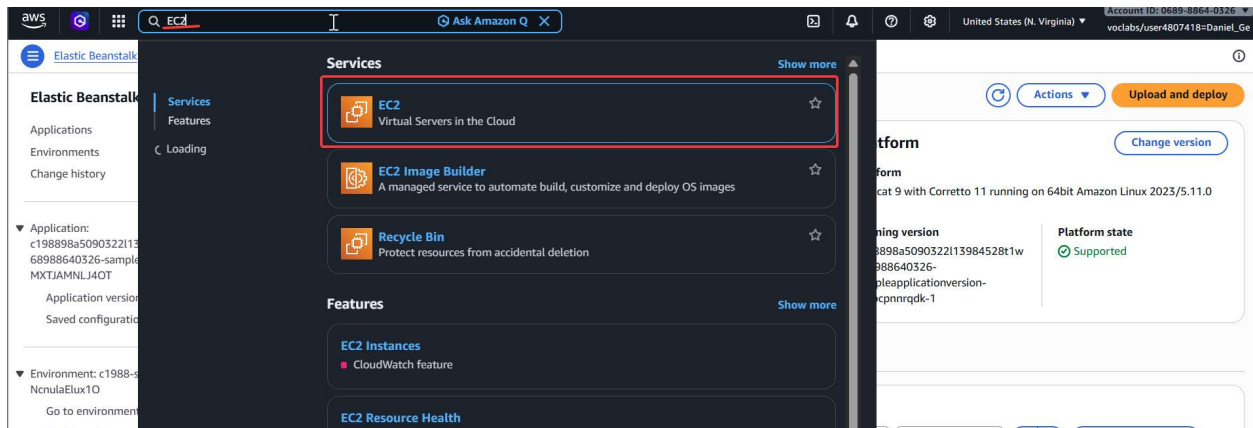 aws
EC2
Ask Amazon Q
United States (N. Virginia)
Account ID: 0689-8864-0326
voclabs/user4807418=Daniel_Ge
Elastic Beanstalk
Elastic Beanstalk
Applications
Environments
Change history
Application:
c198898a5090322l13
68988640326-sample
MXTJAMNLJ4OT
Application version
Saved configuratio
Environment: c1988-s
NcnulaElux1O
Go to environment
Services
Features
Loading
Services
Show more
EC2
Virtual Servers in the Cloud
EC2 Image Builder
A managed service to automate build, customize and deploy OS images
Recycle Bin
Protect resources from accidental deletion
Features
Show more
EC2 Instances
CloudWatch feature
EC2 Resource Health
Actions
Upload and deploy
tform
Change version
form
cat 9 with Corretto 11 running on 64bit Amazon Linux 2023/5.11.0
ning version
8898a5090322l13984528t1w
988640326-
pleapplicationversion-
ocpnnrqdk-1
Platform state
Supported